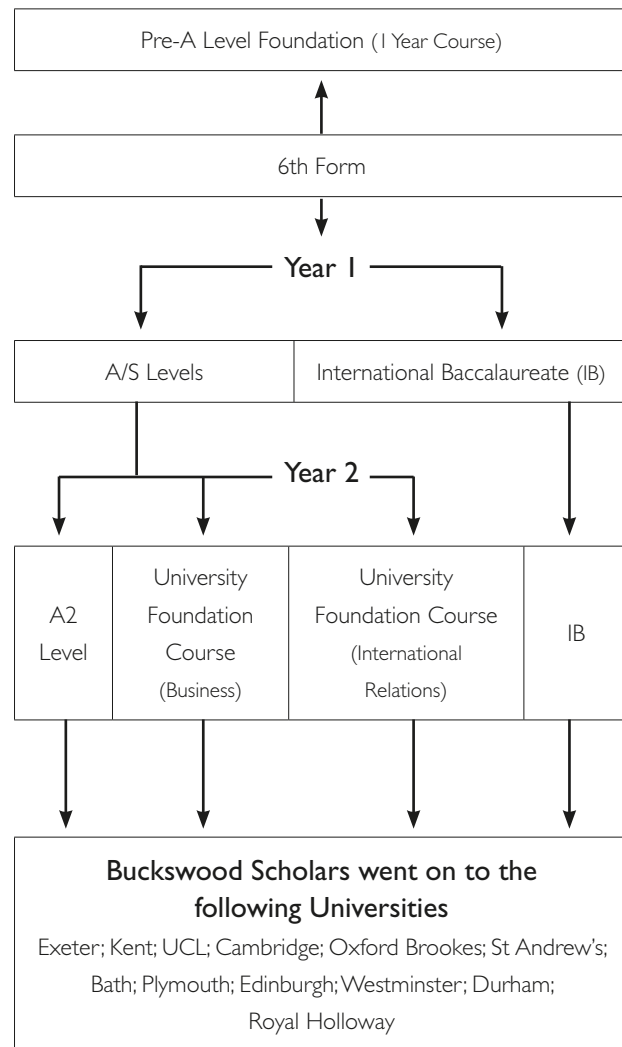 Pre-A Level Foundation (1 Year Course)
6th Form
Year 1
A/S Levels
International Baccalaureate (IB)
Year 2
A2
Level
University
Foundation
Course
(Business)
University
Foundation Course
(International
Relations)
IB
Buckswood Scholars went on to the
following Universities
Exeter; Kent; UCL; Cambridge; Oxford Brookes; St Andrew's;
Bath; Plymouth; Edinburgh; Westminster; Durham;
Royal Holloway